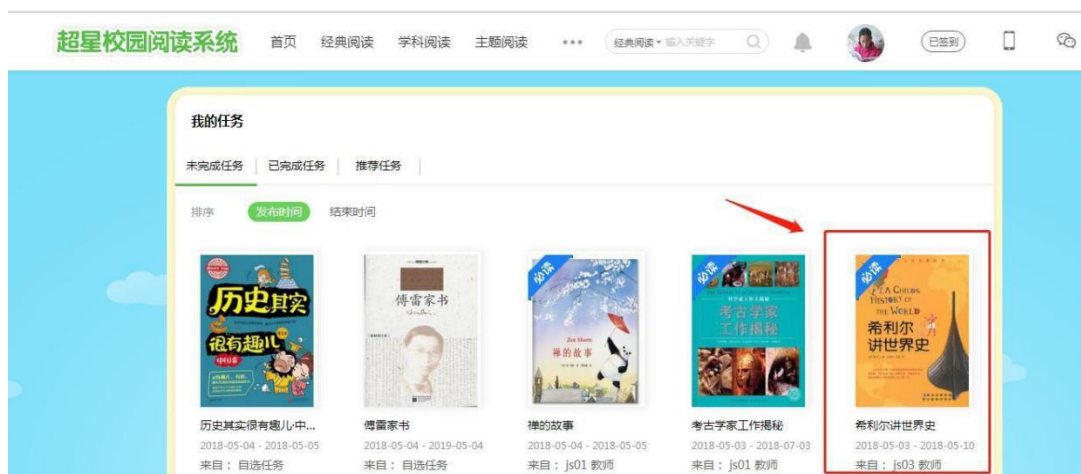 超星校园阅读系统 首页 经典阅读 学科阅读 主题阅读 ••• 经典阅读 输入关键字 已签到
我的任务
未完成任务 已完成任务 推荐任务
排序 发布时间 结束时间
历史其实
很有趣儿
中国卷
傅雷家书
必读
Zen Shorts
禅的故事
必读
考古学家
工作揭秘
必读
A CHILD'S
HISTORY OF
THE WORLD
希利尔
讲世界史
历史其实很有趣儿·中... 傅雷家书 禅的故事 考古学家工作揭秘 希利尔讲世界史
2018-05-04 - 2018-05-05 2018-05-04 - 2019-05-04 2018-05-04 - 2018-05-05 2018-05-03 - 2018-07-03 2018-05-03 - 2018-05-10
来自： 自选任务 来自： 自选任务 来自： js01 教师 来自： js01 教师 来自： js03 教师